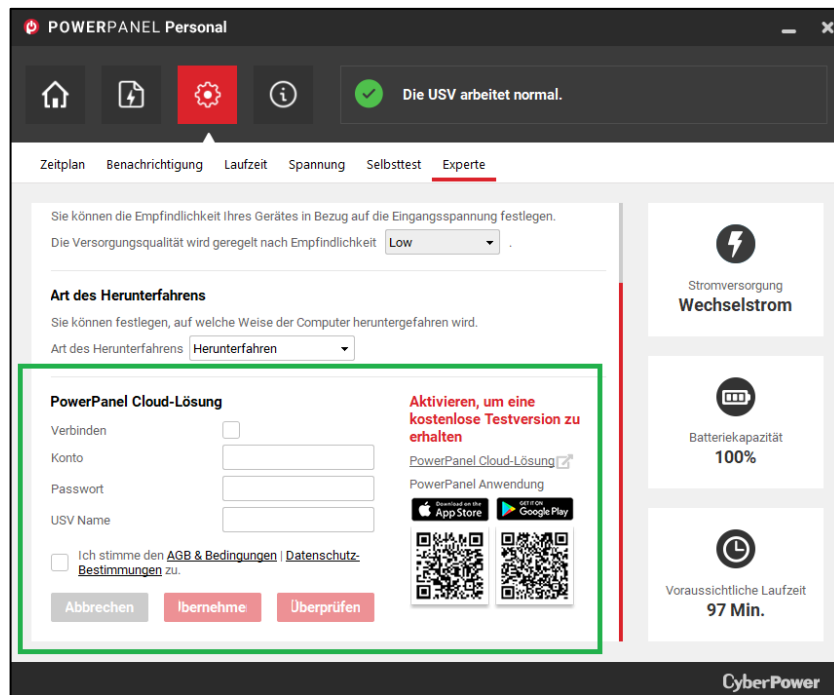 POWERPANEL Personal
Die USV arbeitet normal.
Zeitplan Benachrichtigung Laufzeit Spannung Selbsttest Experte
Sie können die Empfindlichkeit Ihres Gerätes in Bezug auf die Eingangsspannung festlegen.
Die Versorgungsqualität wird geregelt nach Empfindlichkeit Low .
Art des Herunterfahrens
Sie können festlegen, auf welche Weise der Computer heruntergefahren wird.
Art des Herunterfahrens Herunterfahren
PowerPanel Cloud-Lösung
Verbinden
Konto
Passwort
USV Name
Ich stimme den AGB & Bedingungen | Datenschutz-
Bestimmungen zu.
Abbrechen
Ibernehme
Überprüfen
Aktivieren, um eine
kostenlose Testversion zu
erhalten
PowerPanel Cloud-Lösung
PowerPanel Anwendung
Download on the
App Store
GET IT ON
Google Play
Stromversorgung
Wechselstrom
Batteriekapazität
100%
Voraussichtliche Laufzeit
97 Min.
CyberPower